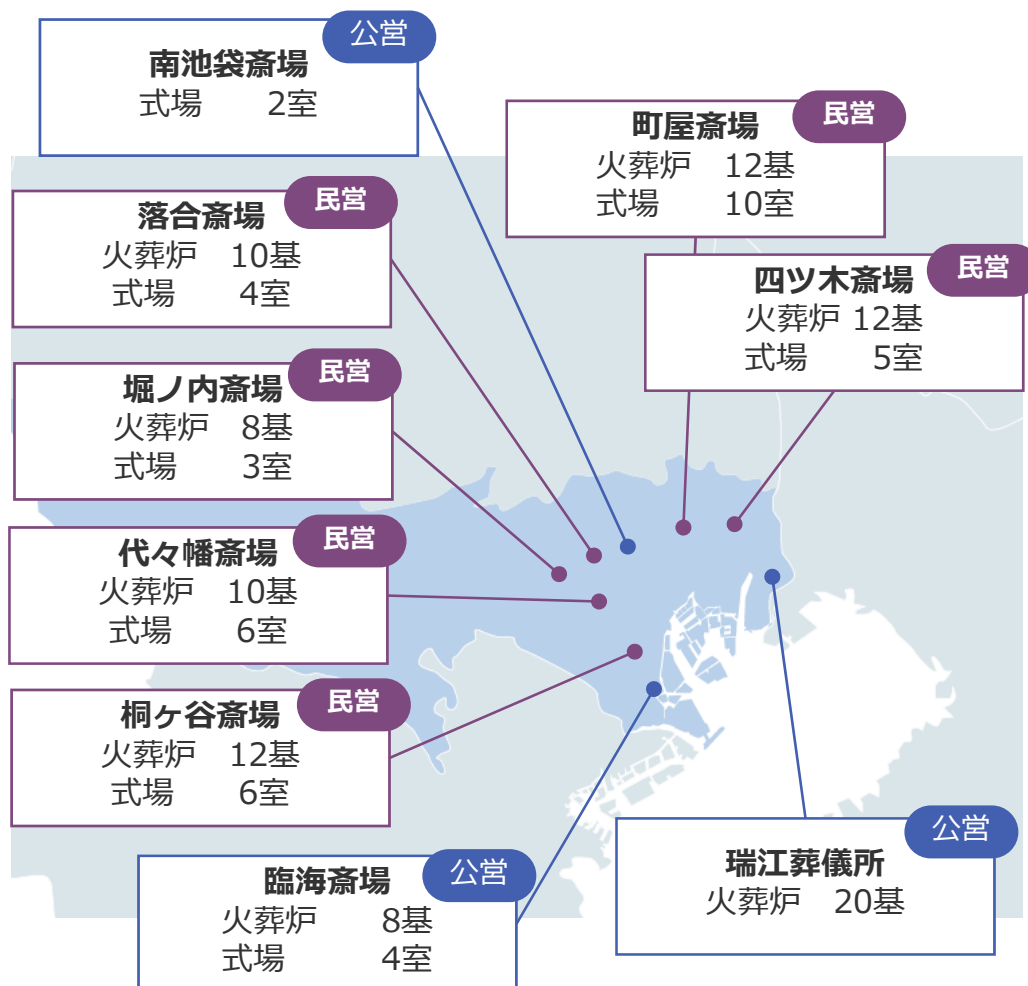 公営
南池袋斎場
式場 2室
民営
町屋斎場
火葬炉 12基
式場 10室
民営
落合斎場
火葬炉 10基
式場 4室
民営
四ツ木斎場
火葬炉 12基
式場 5室
民営
堀ノ内斎場
火葬炉 8基
式場 3室
民営
代々幡斎場
火葬炉 10基
式場 6室
民営
桐ヶ谷斎場
火葬炉 12基
式場 6室
公営
臨海斎場
火葬炉 8基
式場 4室
公営
瑞江葬儀所
火葬炉 20基